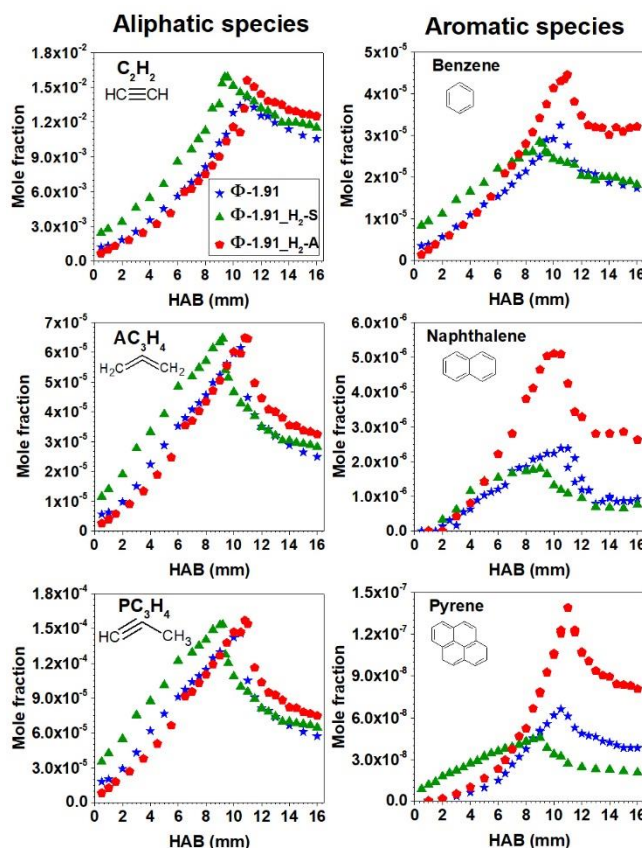 Aliphatic species
Aromatic species
C₂H₂
HC≡CH
Φ-1.91
Φ-1.91_H₂-S
Φ-1.91_H₂-A
Mole fraction
1.8x10⁻²
1.5x10⁻²
1.2x10⁻²
9.0x10⁻³
6.0x10⁻³
3.0x10⁻³
0.0
0 2 4 6 8 10 12 14 16
HAB (mm)
Benzene
Mole fraction
5x10⁻⁵
4x10⁻⁵
3x10⁻⁵
2x10⁻⁵
1x10⁻⁵
0
0 2 4 6 8 10 12 14 16
HAB (mm)
AC₃H₄
H₂C CH₂
Mole fraction
7x10⁻⁵
6x10⁻⁵
5x10⁻⁵
4x10⁻⁵
3x10⁻⁵
2x10⁻⁵
1x10⁻⁵
0
0 2 4 6 8 10 12 14 16
HAB (mm)
Naphthalene
Mole fraction
6.0x10⁻⁶
5.0x10⁻⁶
4.0x10⁻⁶
3.0x10⁻⁶
2.0x10⁻⁶
1.0x10⁻⁶
0.0
0 2 4 6 8 10 12 14 16
HAB (mm)
PC₃H₄
HC CH₃
Mole fraction
1.8x10⁻⁴
1.5x10⁻⁴
1.2x10⁻⁴
9.0x10⁻⁵
6.0x10⁻⁵
3.0x10⁻⁵
0.0
0 2 4 6 8 10 12 14 16
HAB (mm)
Pyrene
Mole fraction
1.5x10⁻⁷
1.2x10⁻⁷
9.0x10⁻⁸
6.0x10⁻⁸
3.0x10⁻⁸
0.0
0 2 4 6 8 10 12 14 16
HAB (mm)